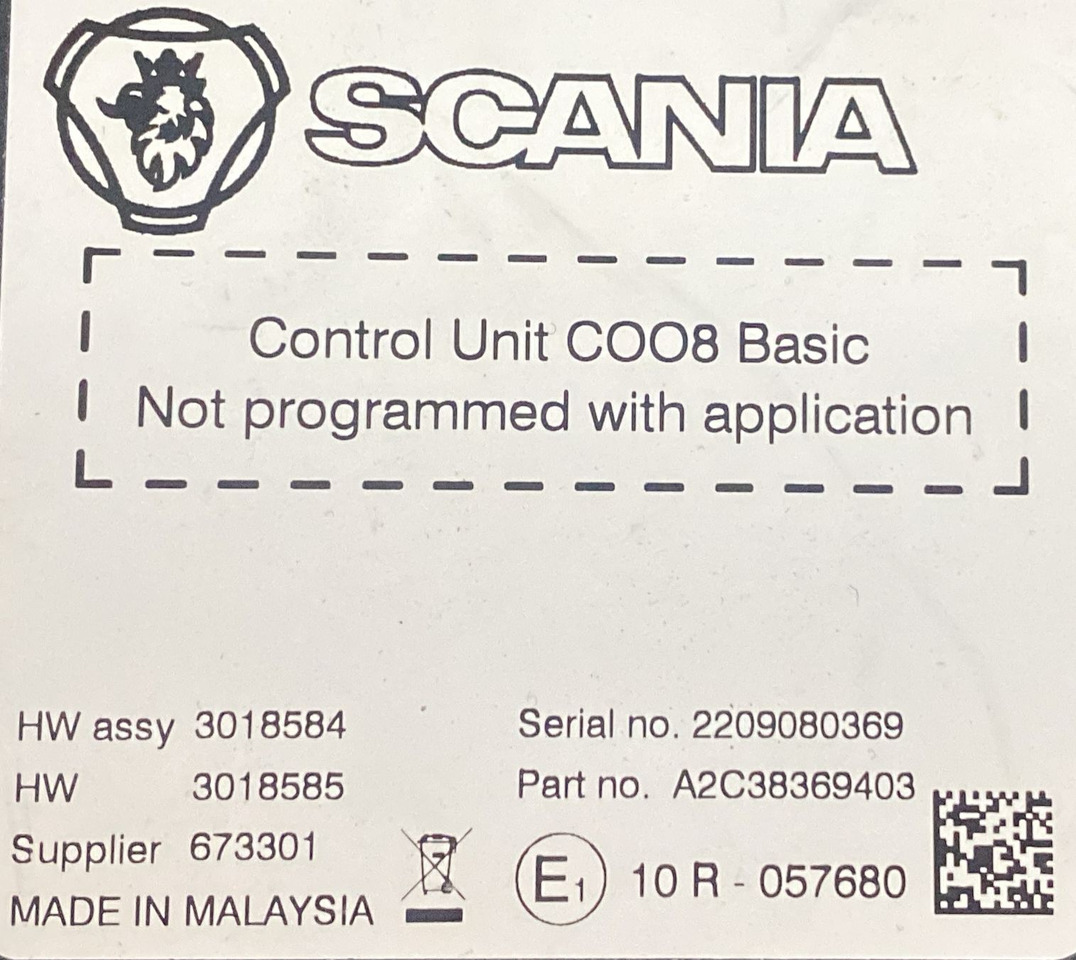 SCANIA
Control Unit COO8 Basic
Not programmed with application
HW assy 3018584
HW 3018585
Supplier 673301
MADE IN MALAYSIA
Serial no. 2209080369
Part no. A2C38369403
E1 10 R - 057680